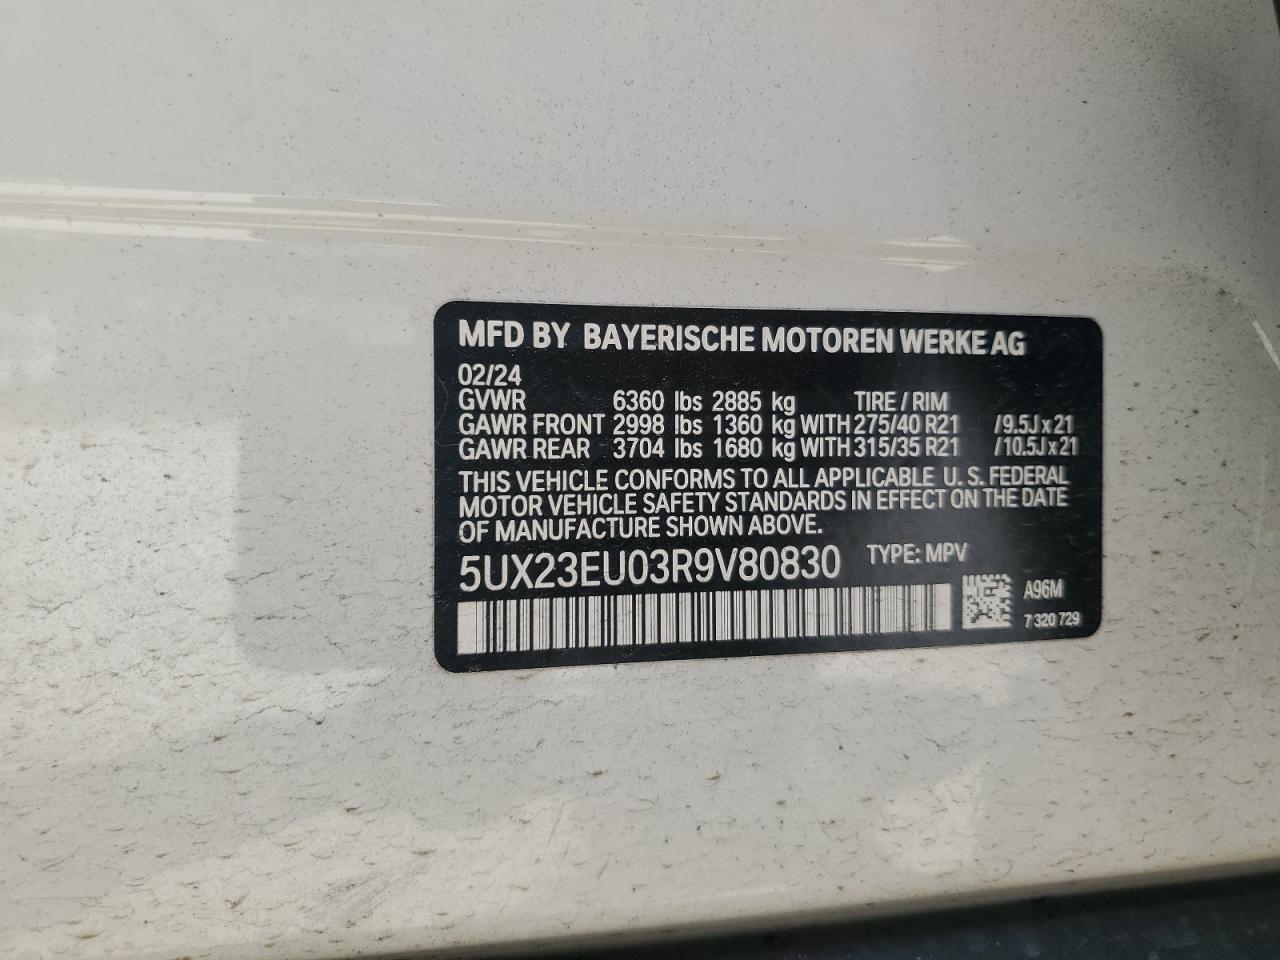 MFD BY BAYERISCHE MOTOREN WERKE AG
02/24
GVWR 6360 lbs 2885 kg TIRE / RIM
GAWR FRONT 2998 lbs 1360 kg WITH 275/40 R21 /9.5J x 21
GAWR REAR 3704 lbs 1680 kg WITH 315/35 R21 /10.5J x 21
THIS VEHICLE CONFORMS TO ALL APPLICABLE U. S. FEDERAL
MOTOR VEHICLE SAFETY STANDARDS IN EFFECT ON THE DATE
OF MANUFACTURE SHOWN ABOVE.
5UX23EU03R9V80830 TYPE: MPV
A96M
7 320 729